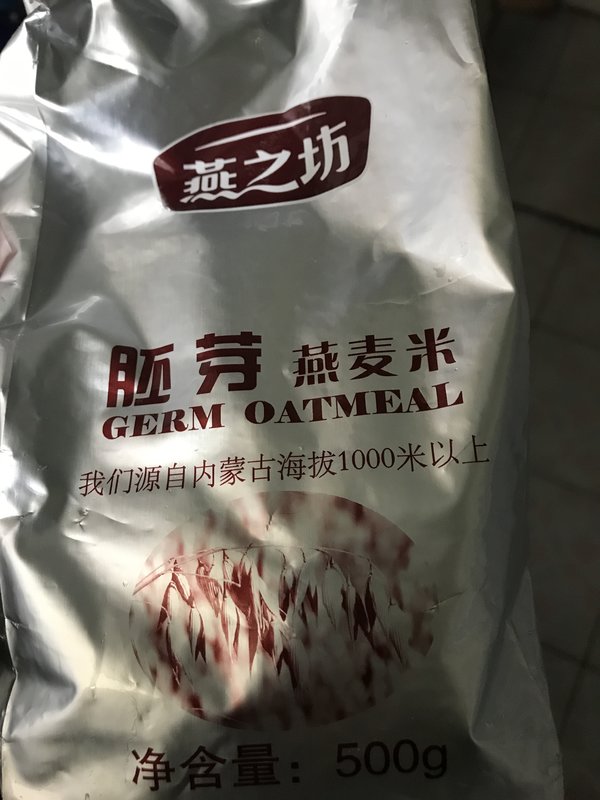 燕之坊
胚芽 燕麦米
GERM OATMEAL
我们源自内蒙古海拔1000米以上
净含量：500g